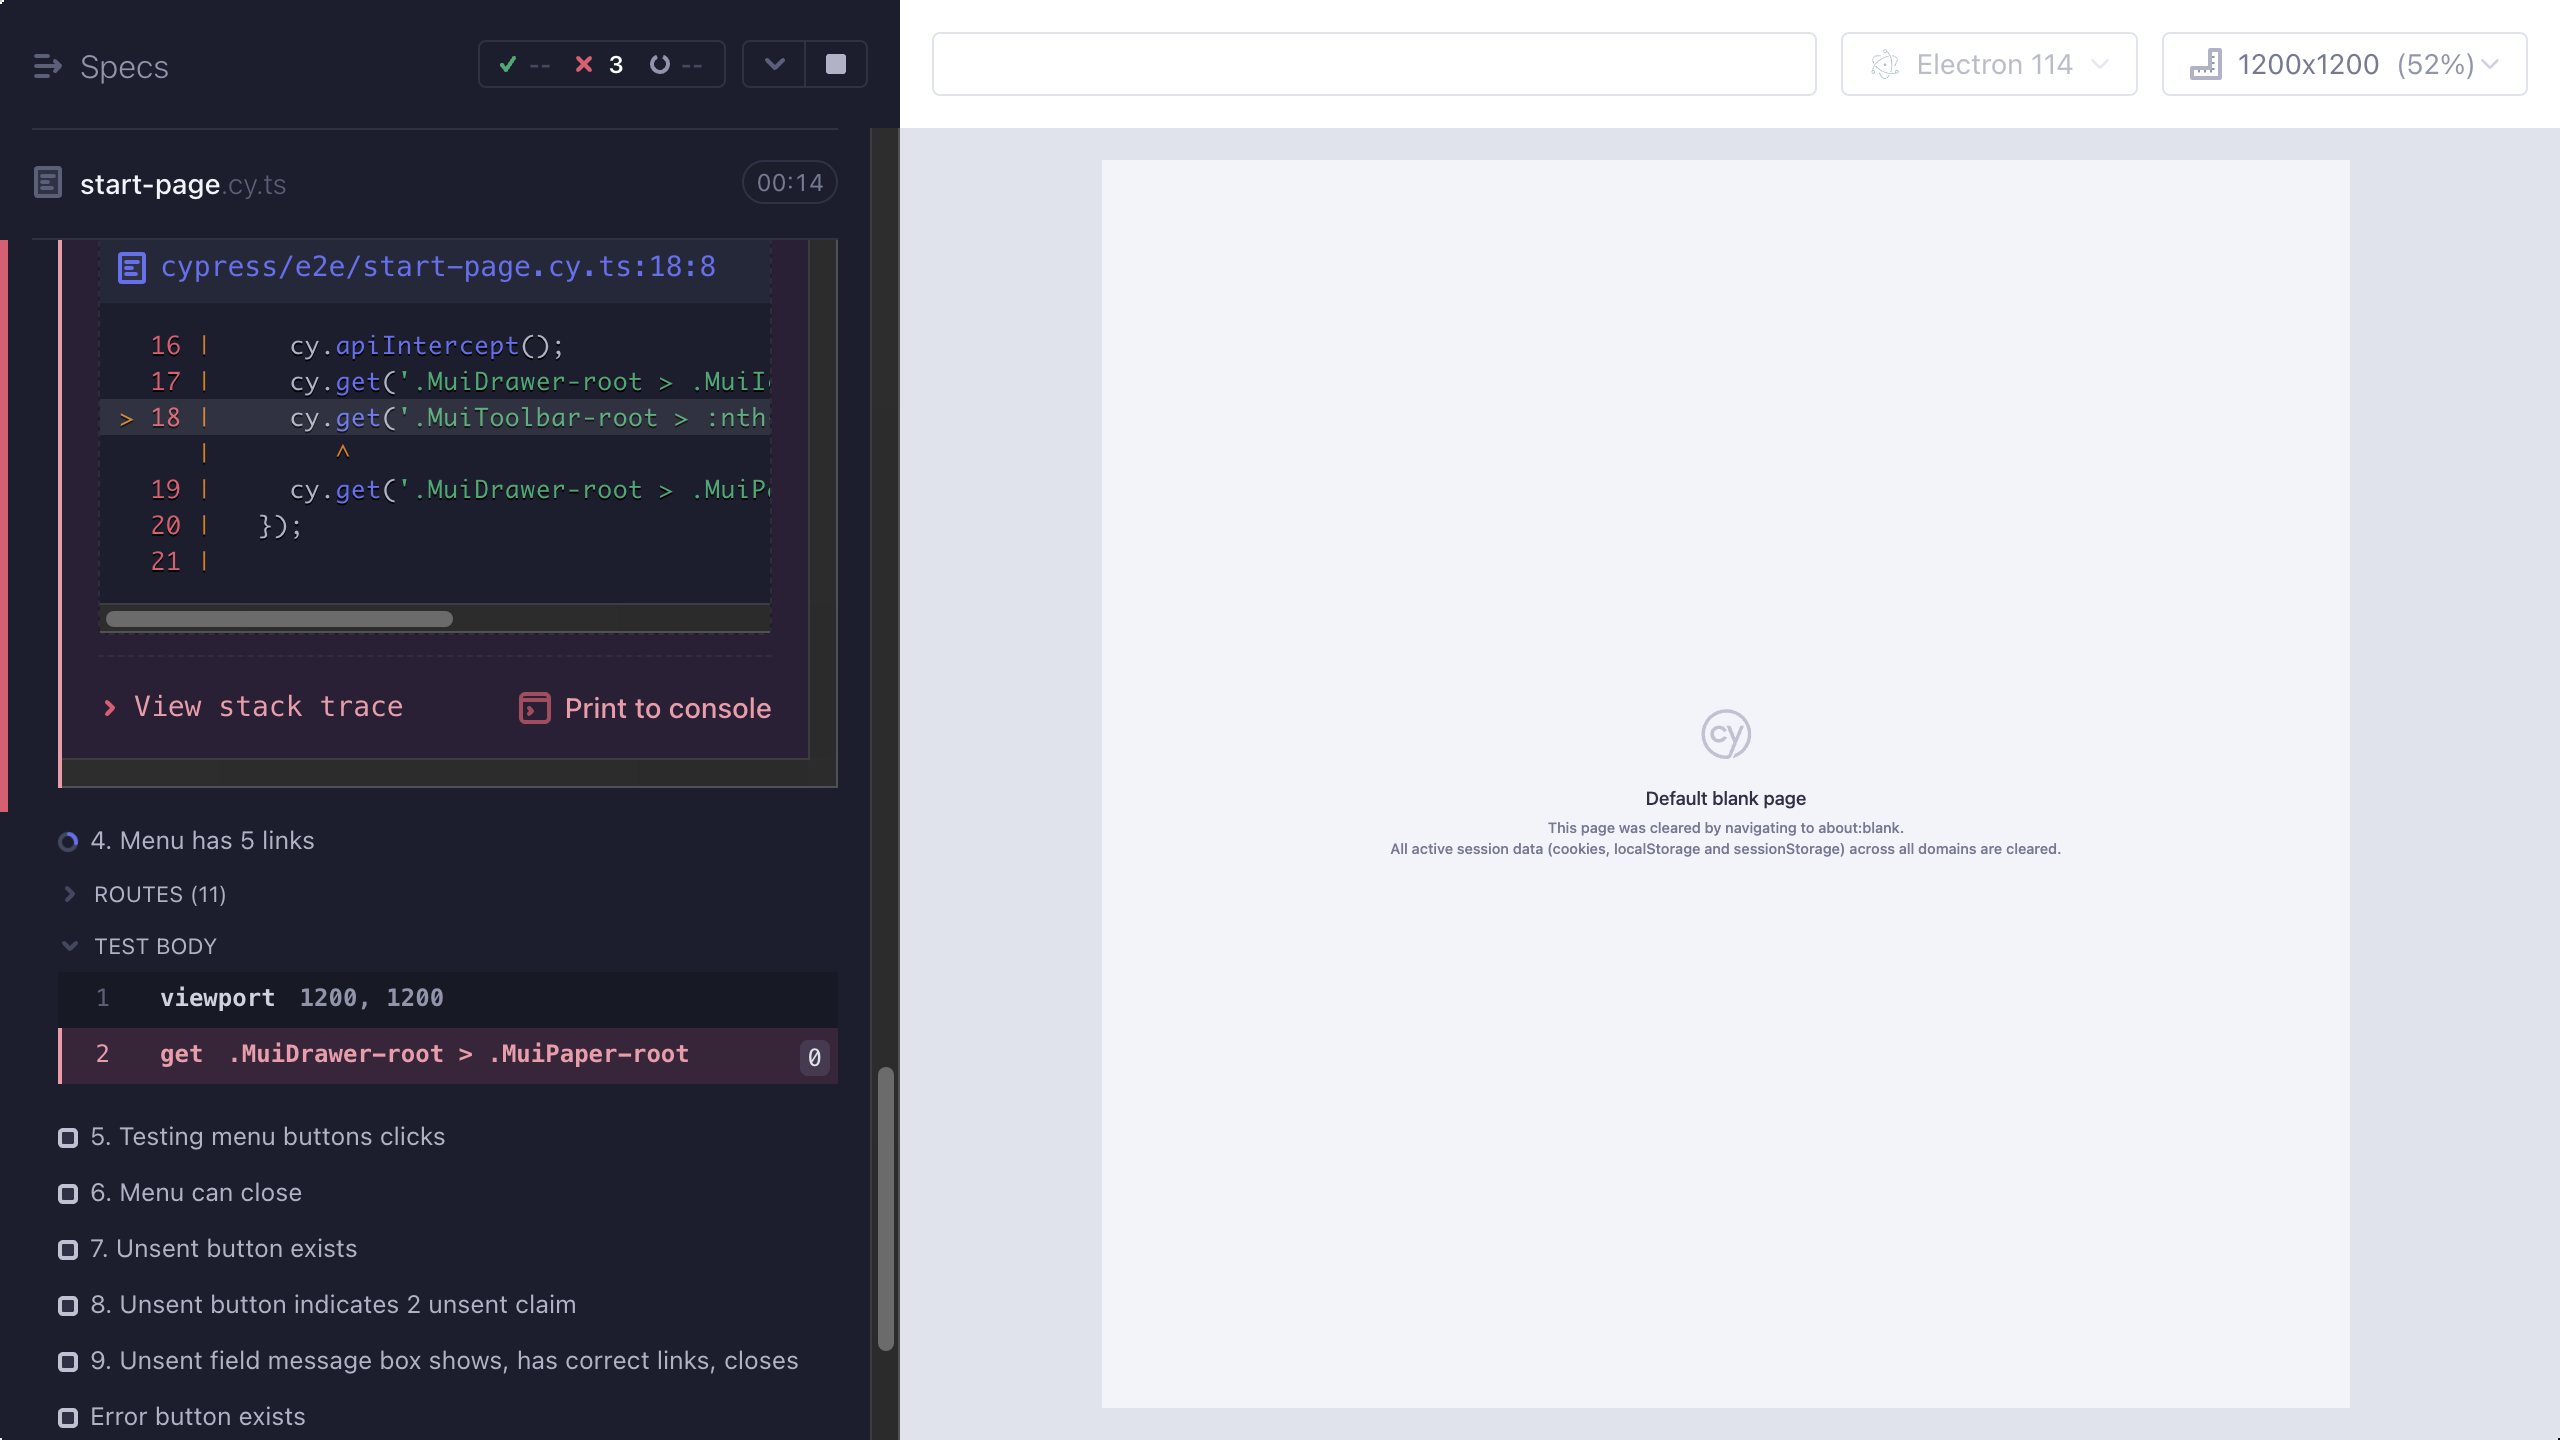 Specs
-- 3 --
start-page.cy.ts
00:14
cypress/e2e/start-page.cy.ts:18:8
16 | cy.apiIntercept();
17 | cy.get('.MuiDrawer-root > .MuiI
> 18 | cy.get('.MuiToolbar-root > :nth
| ^
19 | cy.get('.MuiDrawer-root > .MuiP
20 | });
21 |
View stack trace
Print to console
4. Menu has 5 links
ROUTES (11)
TEST BODY
1 viewport 1200, 1200
2 get .MuiDrawer-root > .MuiPaper-root 0
5. Testing menu buttons clicks
6. Menu can close
7. Unsent button exists
8. Unsent button indicates 2 unsent claim
9. Unsent field message box shows, has correct links, closes
Error button exists
Electron 114
1200x1200 (52%)
cy
Default blank page
This page was cleared by navigating to about:blank.
All active session data (cookies, localStorage and sessionStorage) across all domains are cleared.